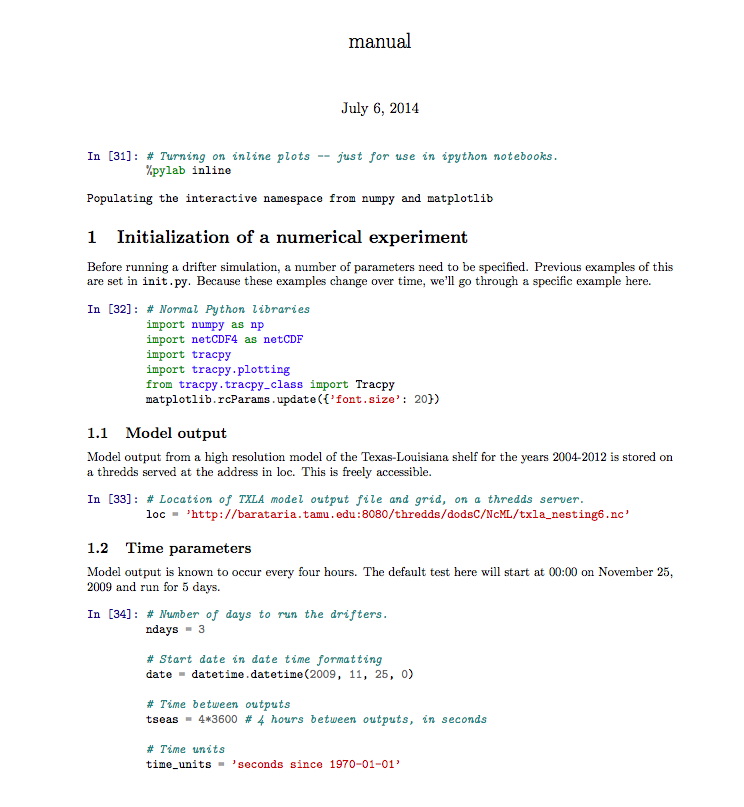 manual
July 6, 2014
In [31]: # Turning on inline plots -- just for use in ipython notebooks.
%pylab inline
Populating the interactive namespace from numpy and matplotlib
1 Initialization of a numerical experiment
Before running a drifter simulation, a number of parameters need to be specified. Previous examples of this
are set in init.py. Because these examples change over time, we'll go through a specific example here.
In [32]: # Normal Python libraries
import numpy as np
import netCDF4 as netCDF
import tracpy
import tracpy.plotting
from tracpy.tracpy_class import Tracpy
matplotlib.rcParams.update({'font.size': 20})
1.1 Model output
Model output from a high resolution model of the Texas-Louisiana shelf for the years 2004-2012 is stored on
a thredds served at the address in loc. This is freely accessible.
In [33]: # Location of TXLA model output file and grid, on a thredds server.
loc = 'http://barataria.tamu.edu:8080/thredds/dodsC/NcML/txla_nesting6.nc'
1.2 Time parameters
Model output is known to occur every four hours. The default test here will start at 00:00 on November 25,
2009 and run for 5 days.
In [34]: # Number of days to run the drifters.
ndays = 3
# Start date in date time formatting
date = datetime.datetime(2009, 11, 25, 0)
# Time between outputs
tseas = 4*3600 # 4 hours between outputs, in seconds
# Time units
time_units = 'seconds since 1970-01-01'